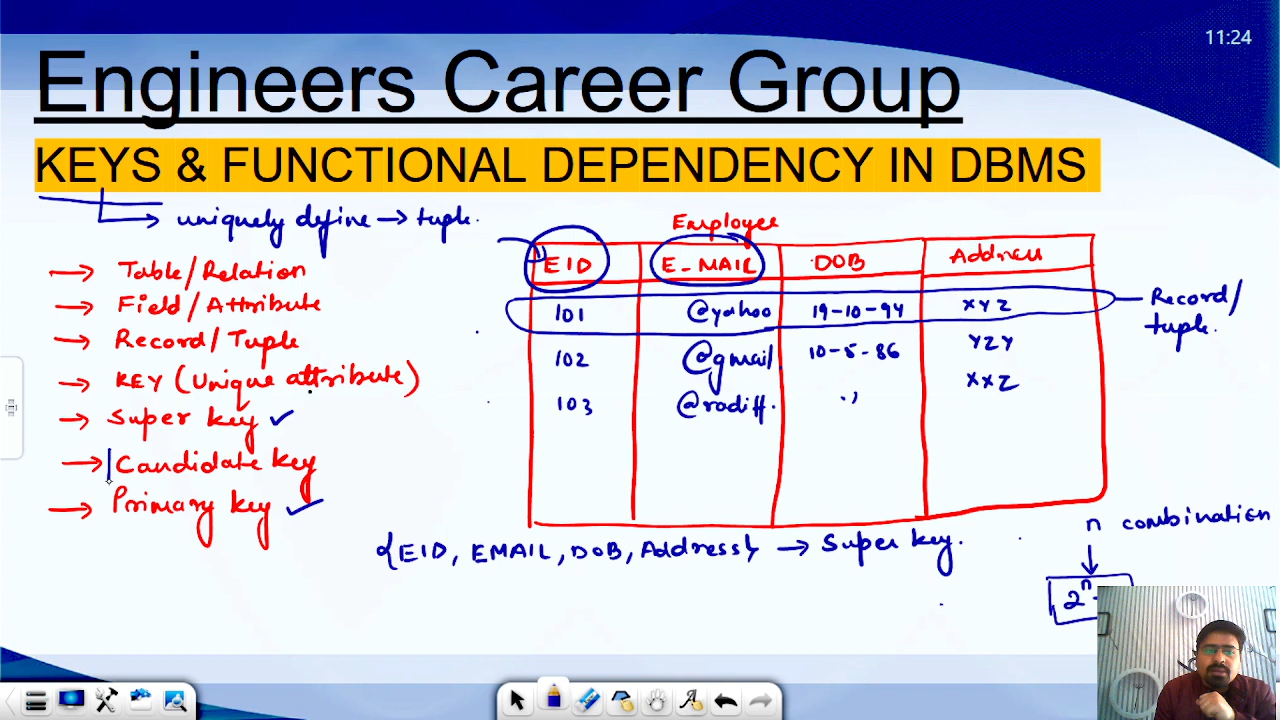 11:24
Engineers Career Group
KEYS & FUNCTIONAL DEPENDENCY IN DBMS
uniquely define → tuple.
→ Table/Relation
→ Field/Attribute
→ Record/Tuple
→ KEY (Unique attribute)
→ Super key ✓
→ Candidate key
→ Primary key ✓
Employee
EID E-MAIL DOB Address
101 @yahoo 19-10-94 XYZ
102 @gmail 10-5-86 YZY
103 @rediff. ,, XXZ
Record/
tuple.
{EID, EMAIL, DOB, Address} → Super key.
n combination
2^n -